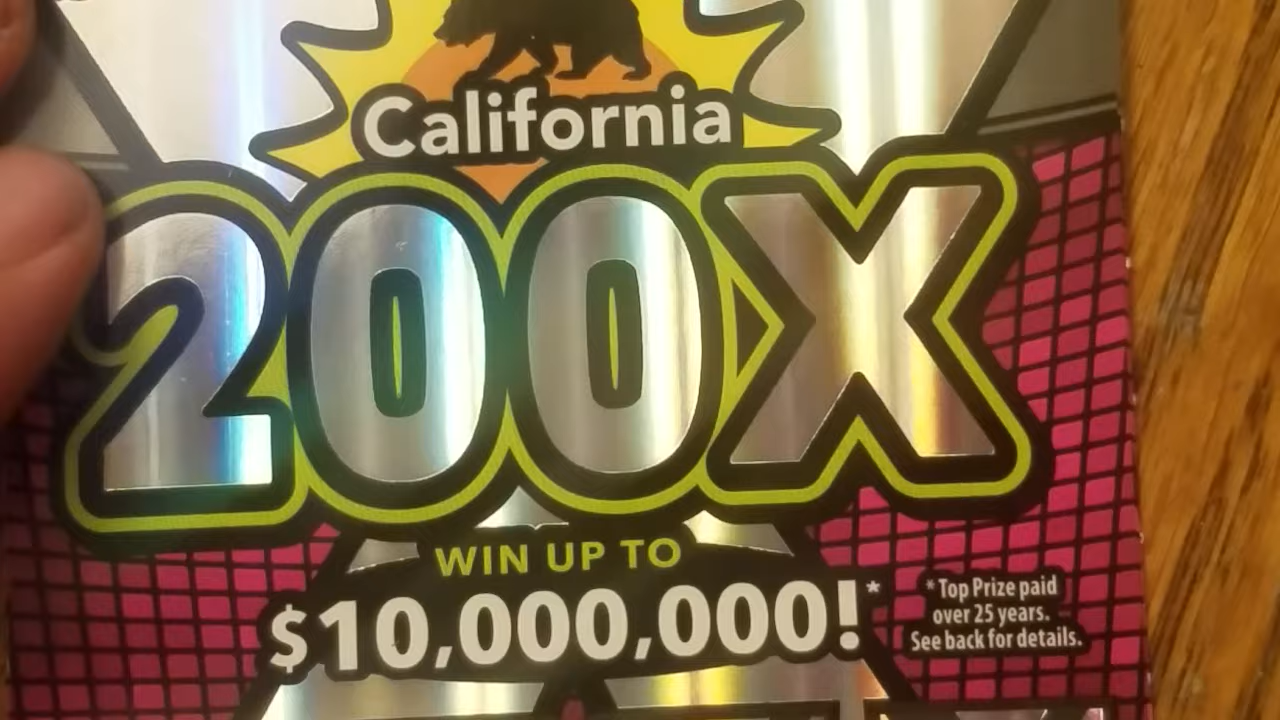 California
200X
WIN UP TO
$10,000,000!*
* Top Prize paid
over 25 years.
See back for details.